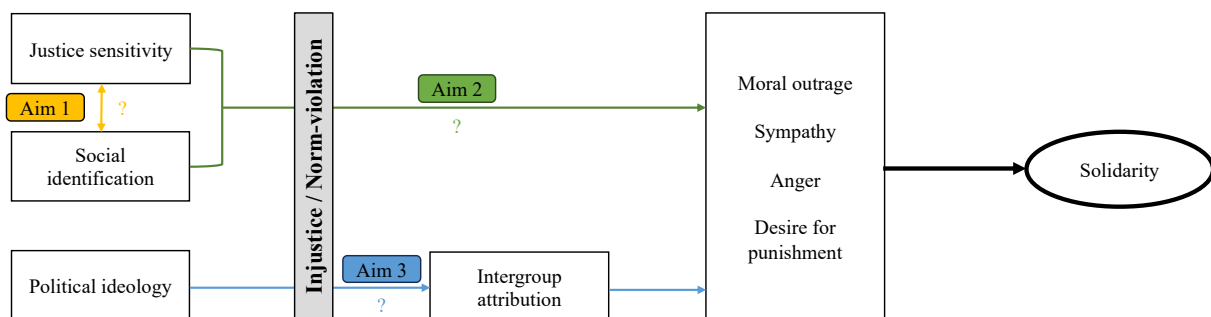 Justice sensitivity
Aim 1
?
Social
identification
Political ideology
Injustice / Norm-violation
Aim 2
?
Aim 3
?
Intergroup
attribution
Moral outrage
Sympathy
Anger
Desire for
punishment
Solidarity